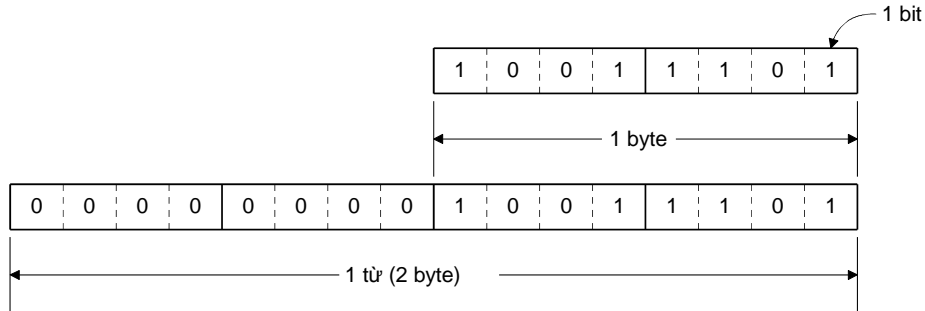 1 bit
1 0 0 1 1 1 0 1
1 byte
0 0 0 0 0 0 0 0 1 0 0 1 1 1 0 1
1 từ (2 byte)